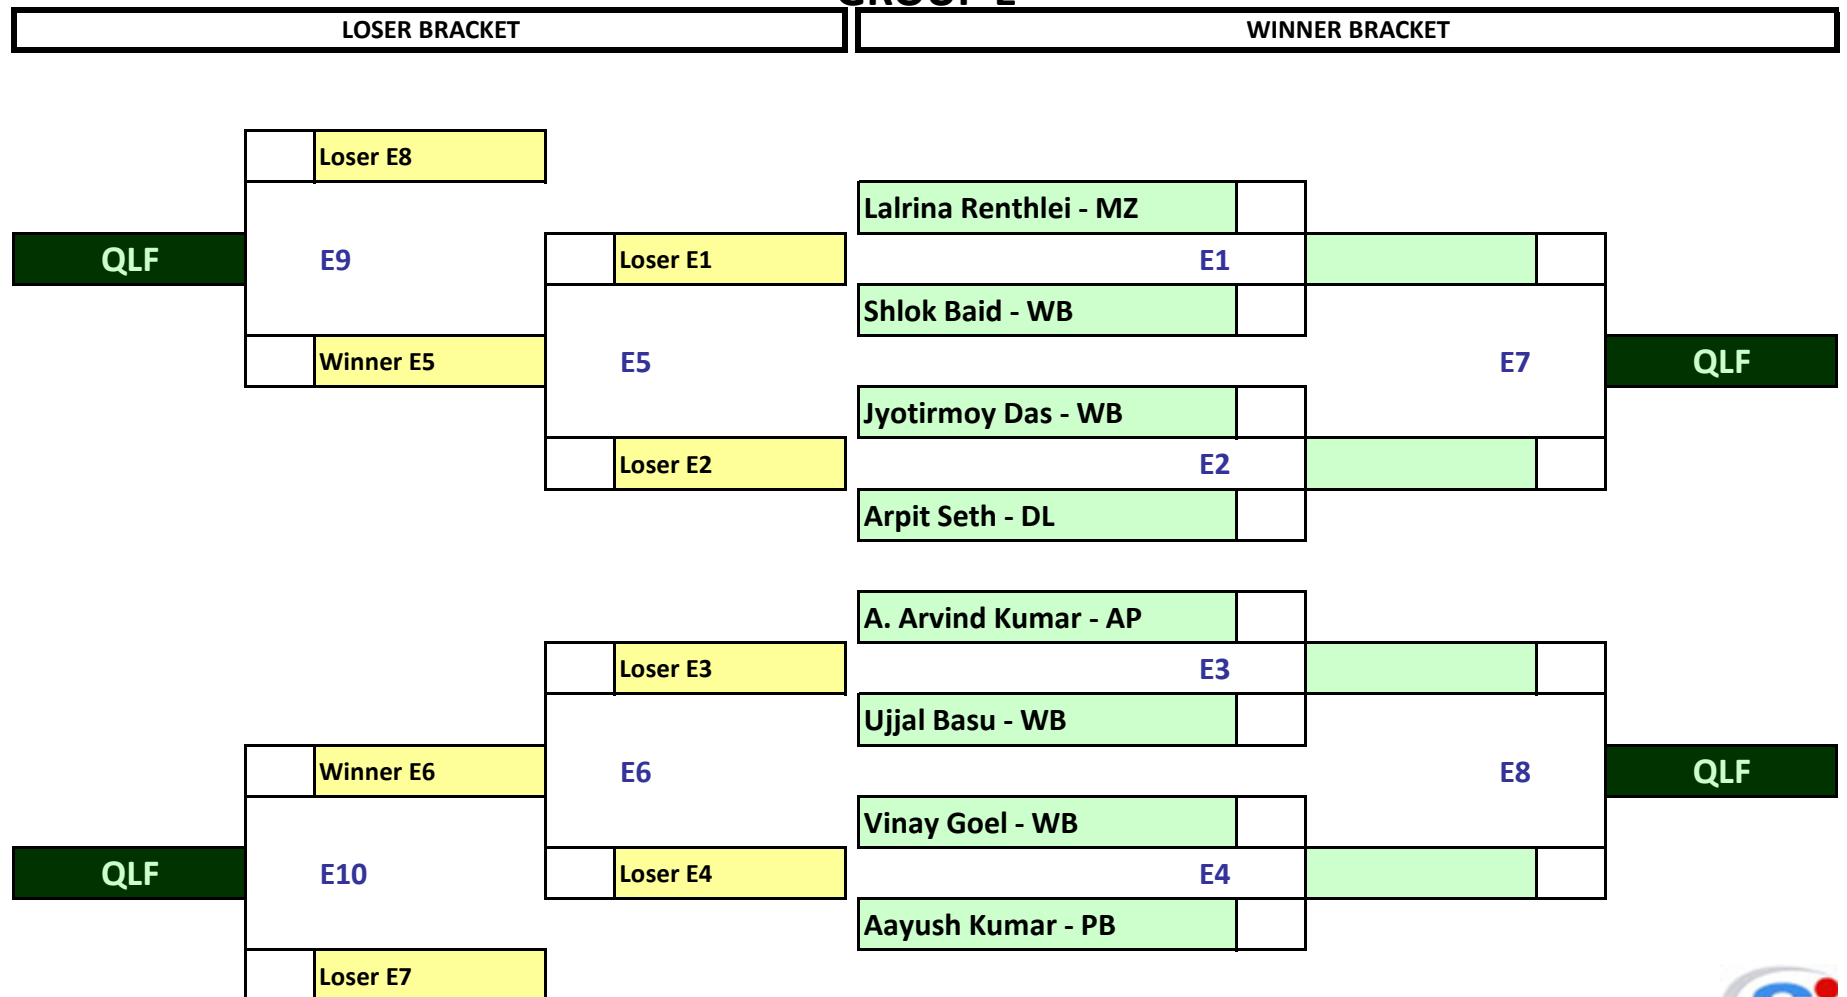 GROUP E
LOSER BRACKET
WINNER BRACKET
Loser E8
Lalrina Renthlei - MZ
QLF
E9
Loser E1
E1
Shlok Baid - WB
Winner E5
E5
E7
QLF
Jyotirmoy Das - WB
Loser E2
E2
Arpit Seth - DL
A. Arvind Kumar - AP
Loser E3
E3
Ujjal Basu - WB
Winner E6
E6
E8
QLF
Vinay Goel - WB
QLF
E10
Loser E4
E4
Aayush Kumar - PB
Loser E7